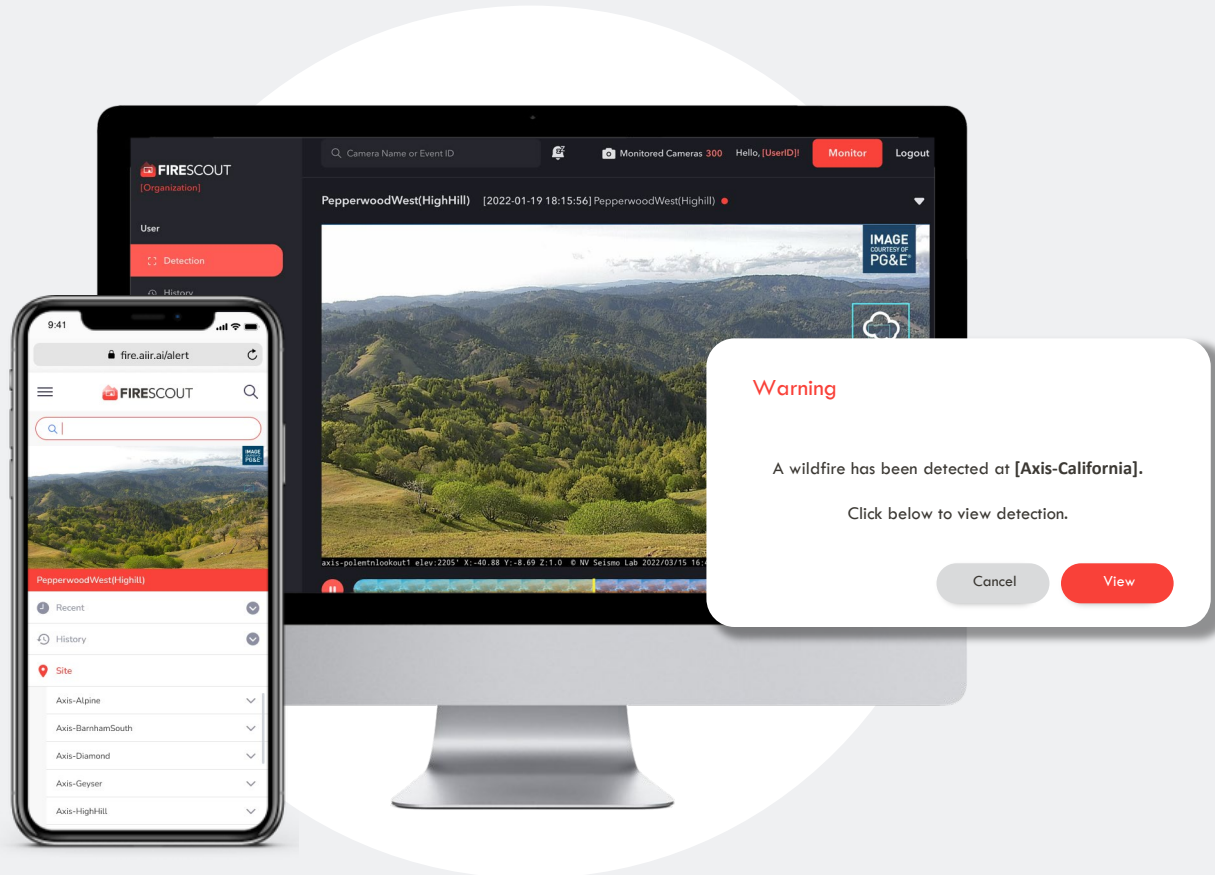 FIRESCOUT
[Organization]
Camera Name or Event ID
Monitored Cameras 300
Hello, [UserID]!
Monitor
Logout
PepperwoodWest(HighHill) [2022-01-19 18:15:56] PepperwoodWest(Highill)
User
Detection
History
IMAGE
COURTESY OF
PG&E
axis-polemtnlookout1 elev:2205' X:-40.88 Y:-8.69 Z:1.0 © NV Seismo Lab 2022/03/15
9:41
fire.aiir.ai/alert
FIRESCOUT
IMAGE
PG&E
PepperwoodWest(Highill)
Recent
History
Site
Axis-Alpine
Axis-BarnhamSouth
Axis-Diamond
Axis-Geyser
Axis-HighHill
Warning
A wildfire has been detected at [Axis-California].
Click below to view detection.
Cancel
View